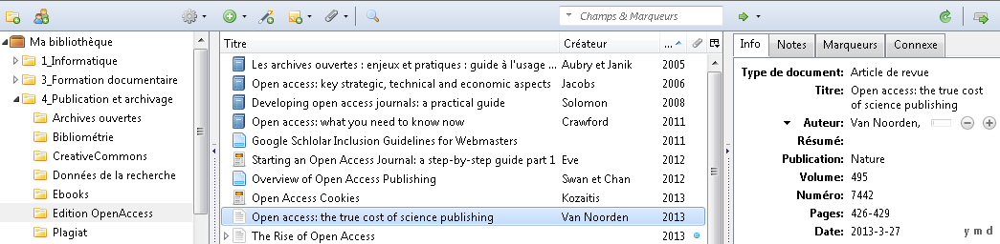 Champs & Marqueurs
Ma bibliothèque
1_Informatique
3_Formation documentaire
4_Publication et archivage
Archives ouvertes
Bibliométrie
CreativeCommons
Données de la recherche
Ebooks
Edition OpenAccess
Plagiat
Titre Créateur ...
Les archives ouvertes : enjeux et pratiques : guide à l'usage ... Aubry et Janik 2005
Open access: key strategic, technical and economic aspects Jacobs 2006
Developing open access journals: a practical guide Solomon 2008
Open access: what you need to know now Crawford 2011
Google Schlolar Inclusion Guidelines for Webmasters 2011
Starting an Open Access Journal: a step-by-step guide part 1 Eve 2012
Overview of Open Access Publishing Swan et Chan 2012
Open Access Cookies Kozaitis 2013
Open access: the true cost of science publishing Van Noorden 2013
The Rise of Open Access 2013
Info Notes Marqueurs Connexe
Type de document: Article de revue
Titre: Open access: the true cost
of science publishing
Auteur: Van Noorden,
Résumé:
Publication: Nature
Volume: 495
Numéro: 7442
Pages: 426-429
Date: 2013-3-27 y m d